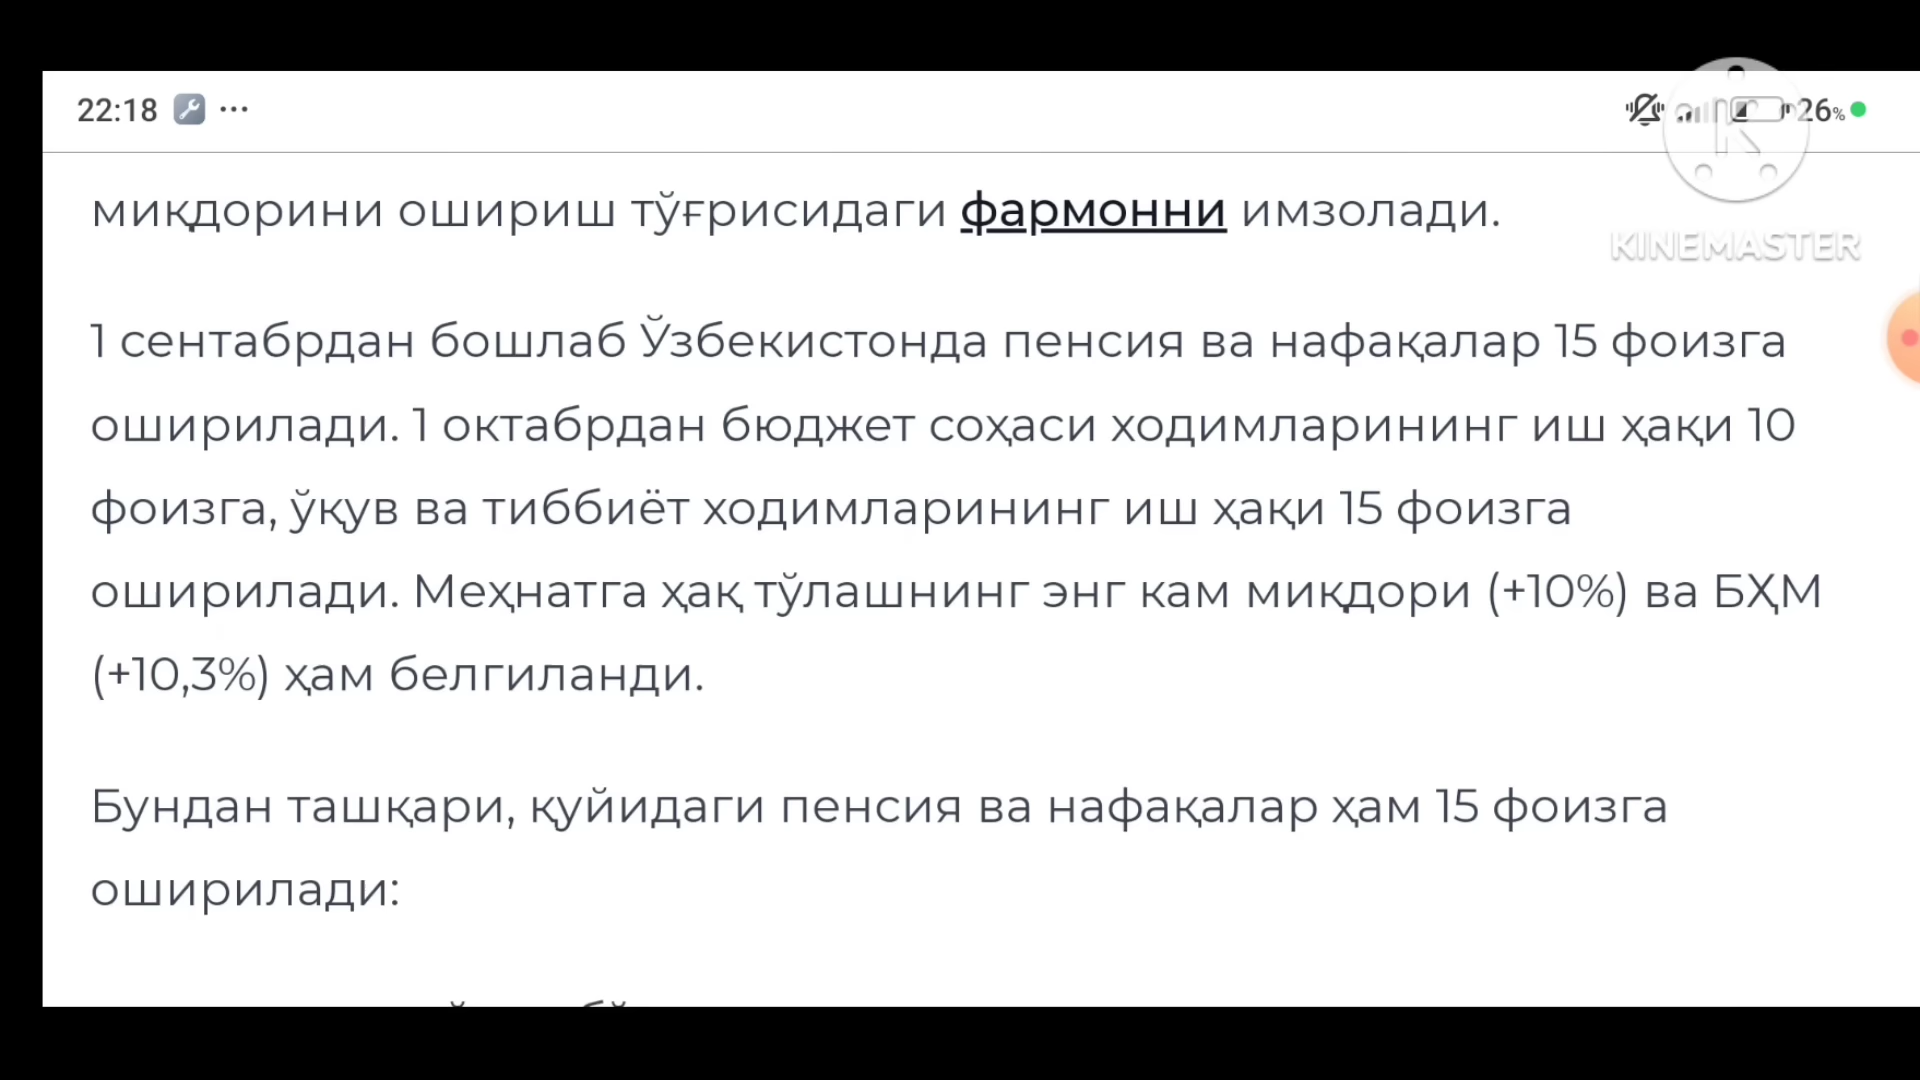 22:18
26%
KINEMASTER
миқдорини ошириш тўғрисидаги фармонни имзолади.
1 сентабрдан бошлаб Ўзбекистонда пенсия ва нафақалар 15 фоизга
оширилади. 1 октабрдан бюджет соҳаси ходимларининг иш ҳақи 10
фоизга, ўқув ва тиббиёт ходимларининг иш ҳақи 15 фоизга
оширилади. Меҳнатга ҳақ тўлашнинг энг кам миқдори (+10%) ва БҲМ
(+10,3%) ҳам белгиланди.
Бундан ташқари, қуйидаги пенсия ва нафақалар ҳам 15 фоизга
оширилади: